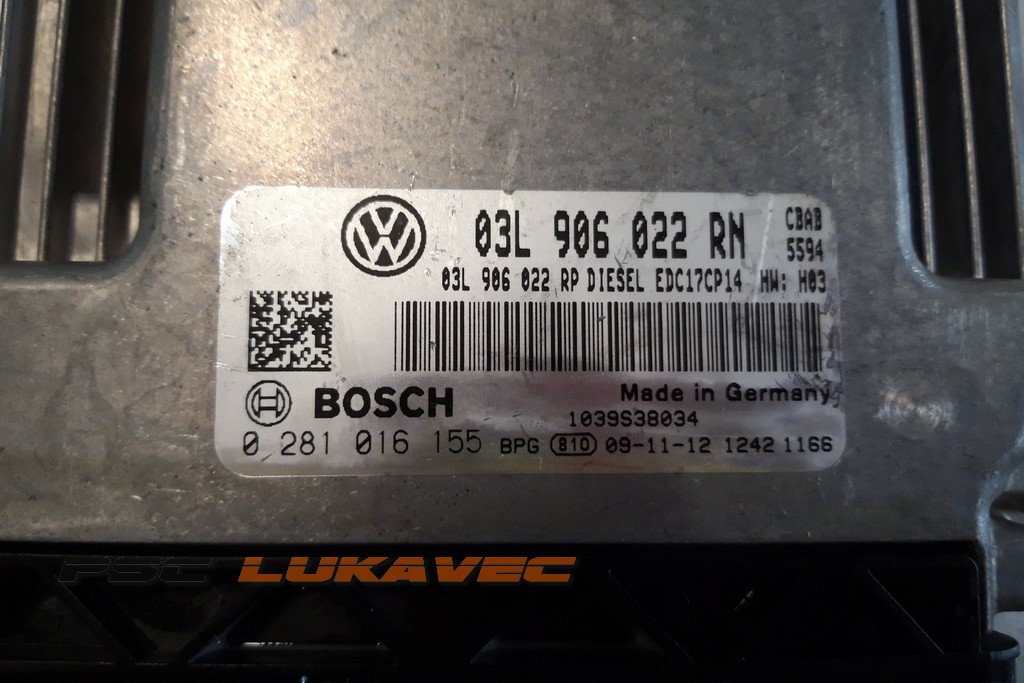 03L 906 022 RN CBAB
5594
03L 906 022 RP DIESEL EDC17CP14 HW: H03
BOSCH Made in Germany
1039S38034
0 281 016 155 BPG 810 09-11-12 1242 1166
PSC LUKAVEC